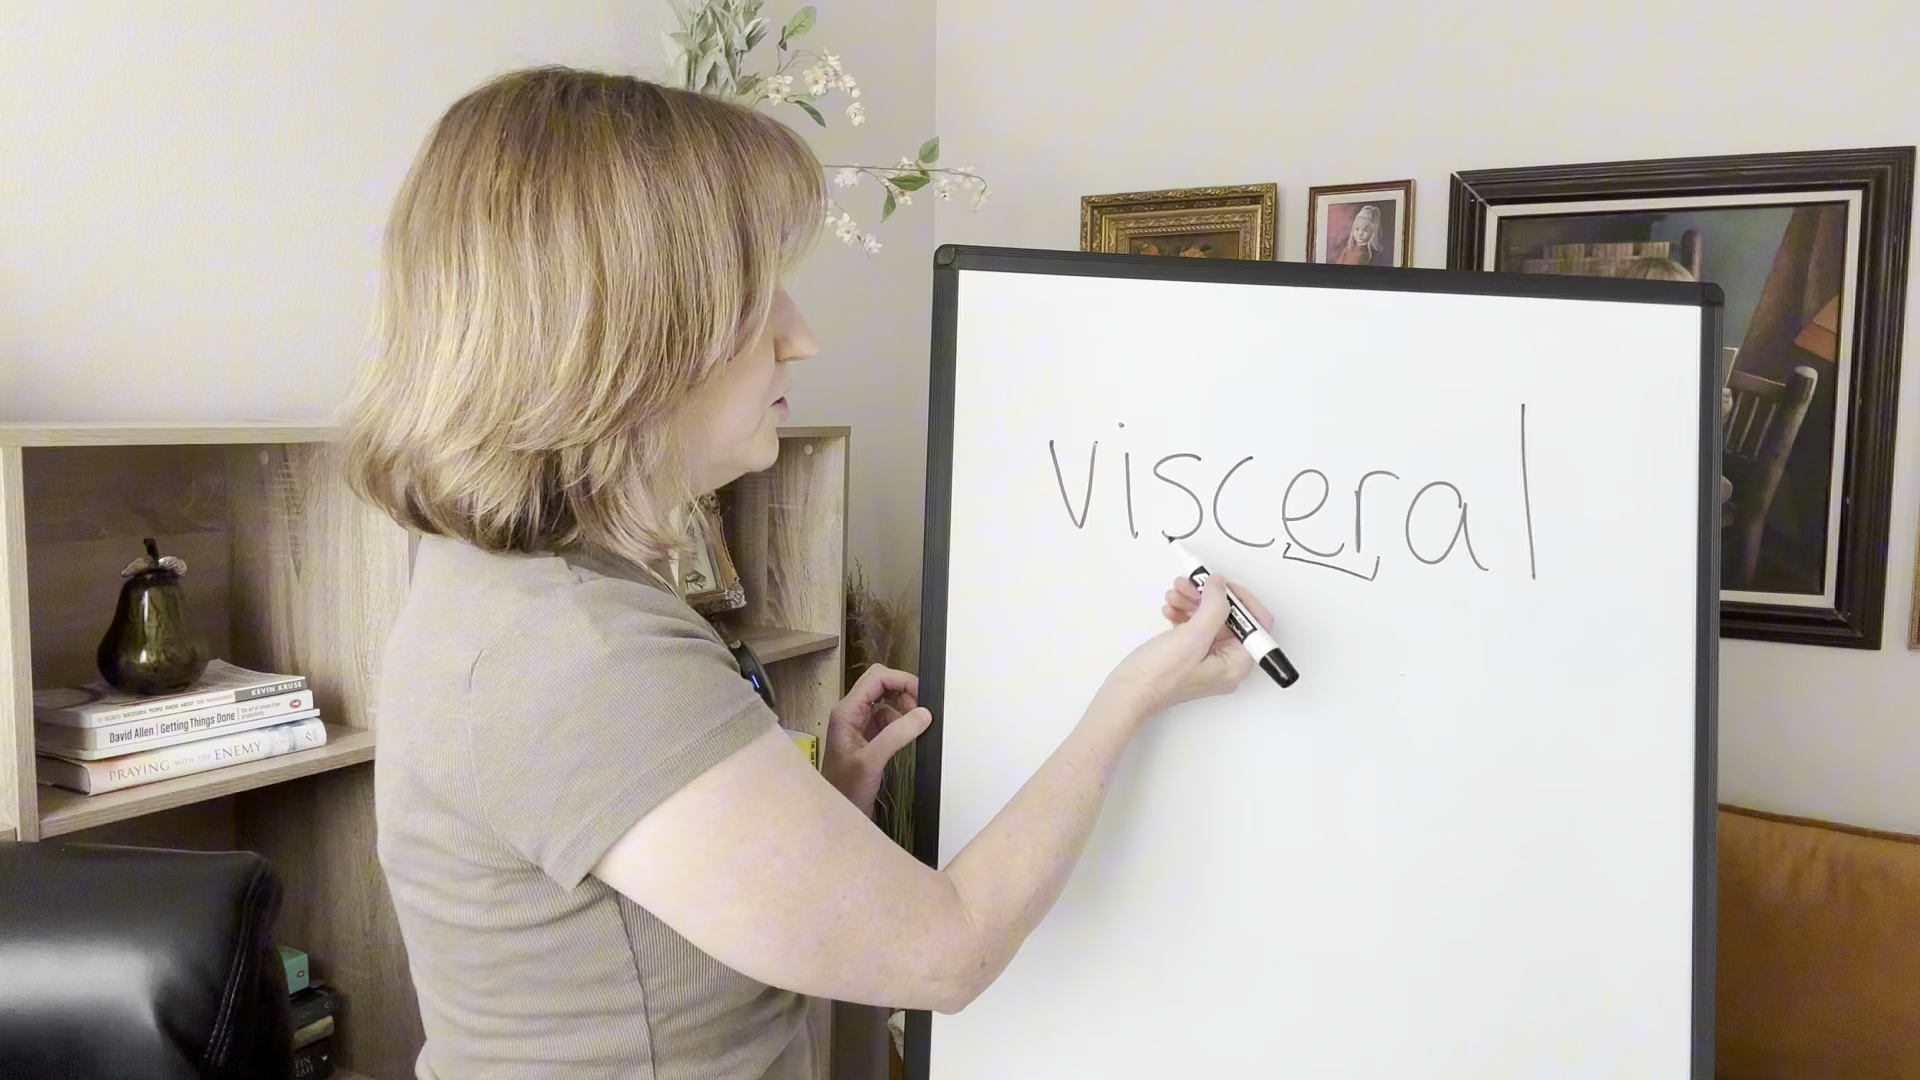 visceral
KEVIN KRUSE
David Allen | Getting Things Done
PRAYING WITH THE ENEMY